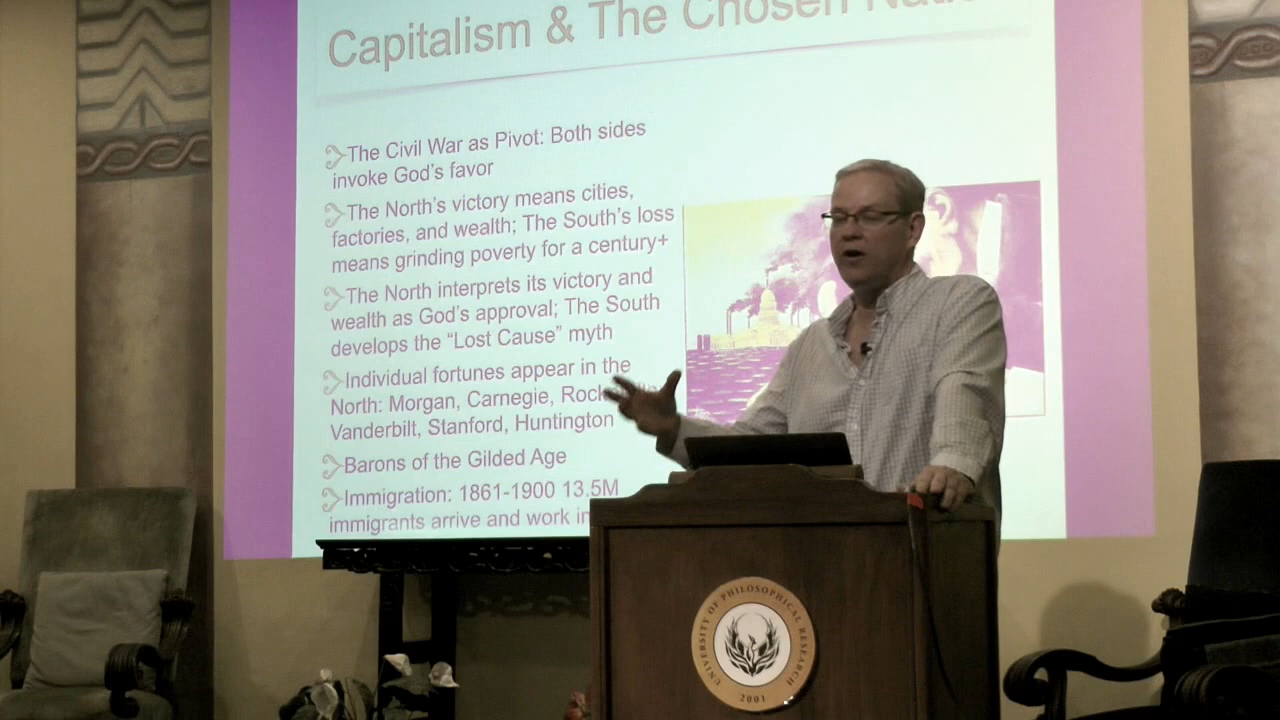 Capitalism & The Chosen
The Civil War as Pivot: Both sides
invoke God's favor
The North's victory means cities,
factories, and wealth; The South's loss
means grinding poverty for a century+
The North interprets its victory and
wealth as God's approval; The South
develops the "Lost Cause" myth
Individual fortunes appear in the
North: Morgan, Carnegie,
Vanderbilt, Stanford, Huntington
Barons of the Gilded Age
Immigration: 1861-1900 13.5M
immigrants arrive and work
UNIVERSITY OF PHILOSOPHICAL RESEARCH
2001